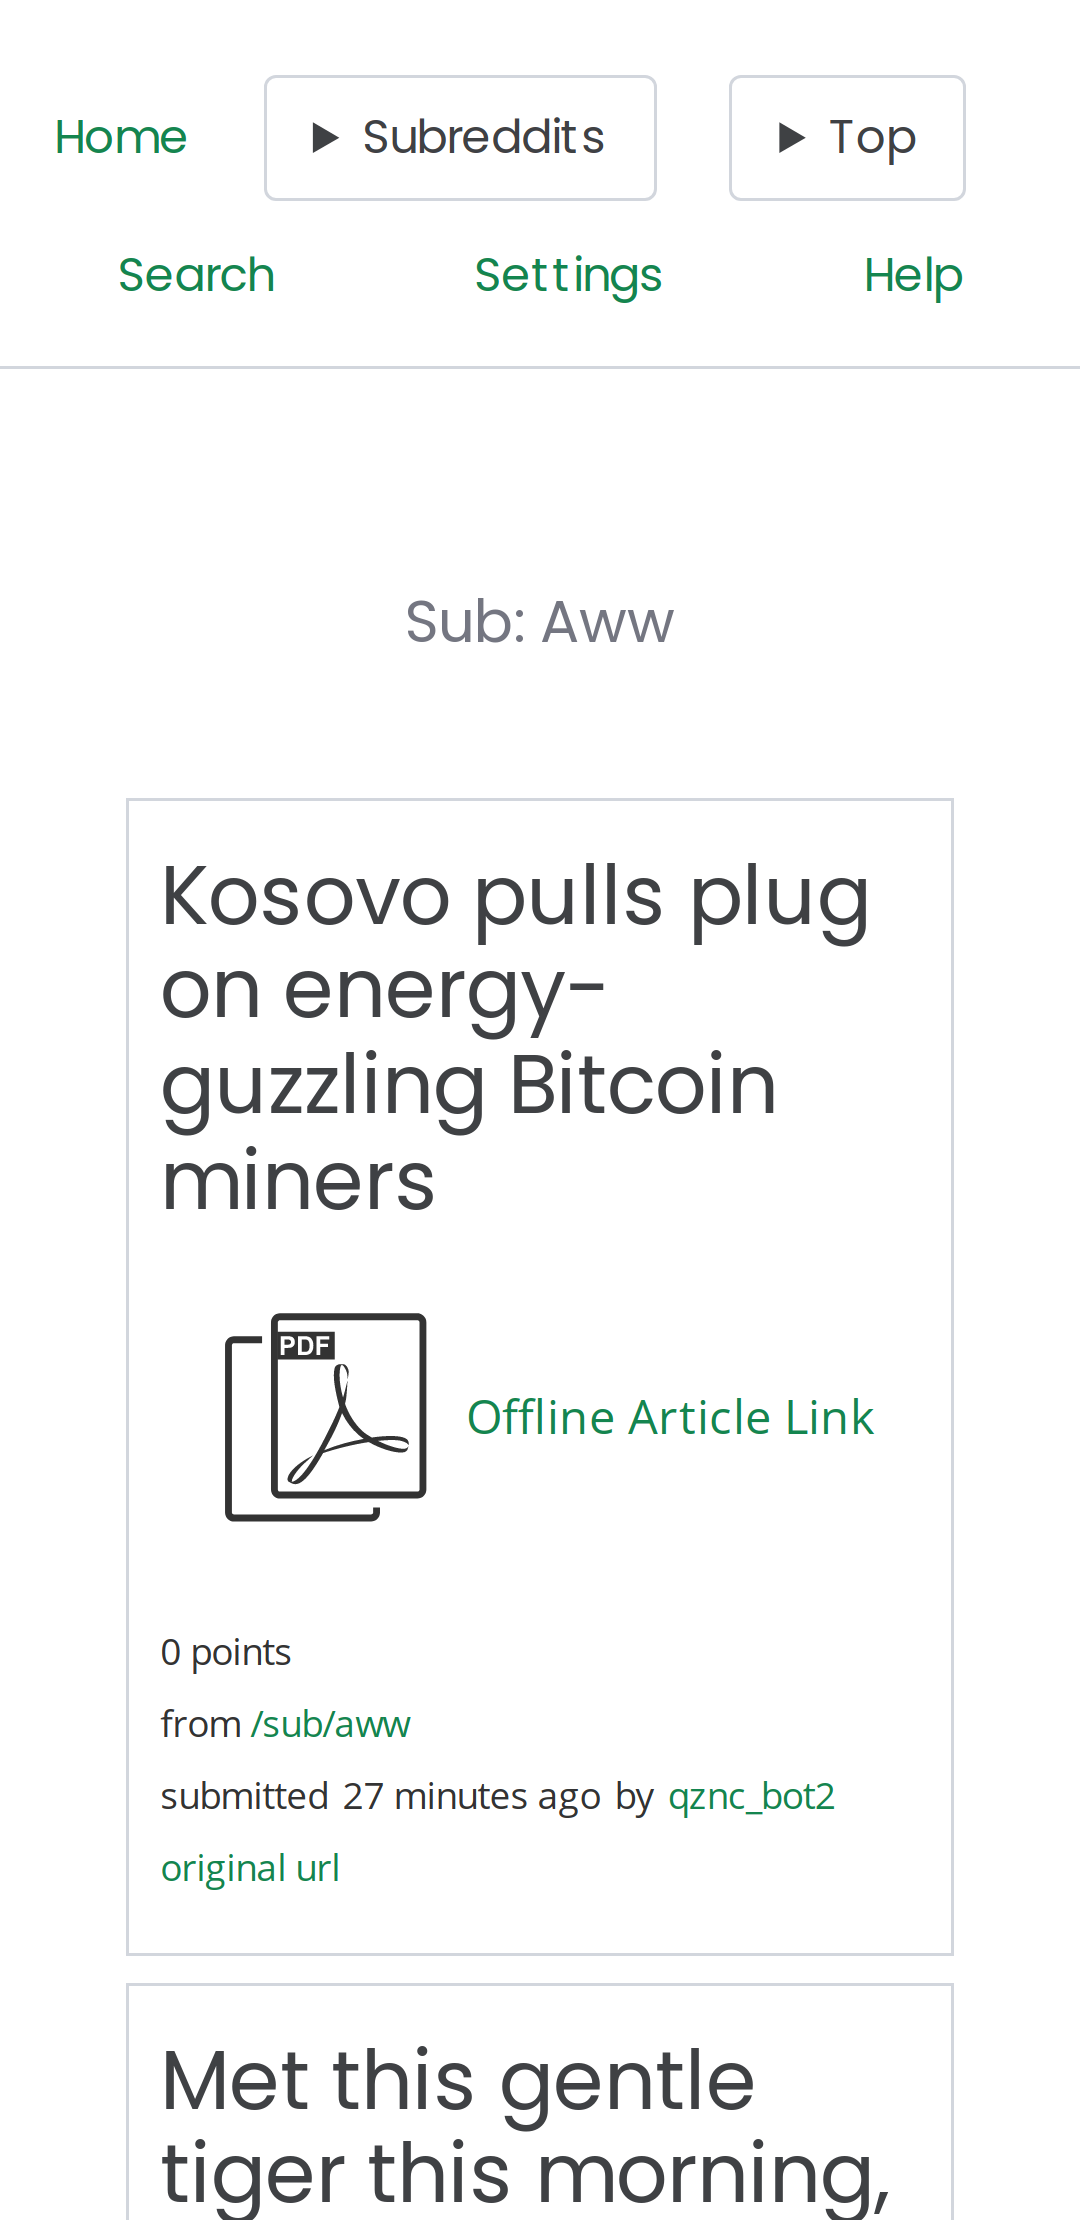 Home ▶ Subreddits ▶ Top
Search Settings Help
Sub: Aww
Kosovo pulls plug
on energy-
guzzling Bitcoin
miners
PDF
Offline Article Link
0 points
from /sub/aww
submitted 27 minutes ago by qznc_bot2
original url
Met this gentle
tiger this morning,